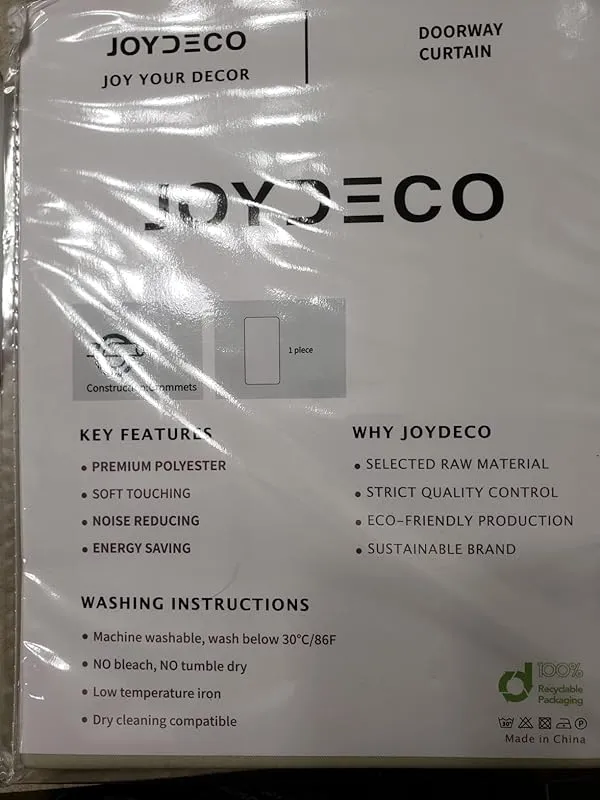 JOYDECO
JOY YOUR DECOR
DOORWAY
CURTAIN
JOYDECO
1 piece
KEY FEATURES
• PREMIUM POLYESTER
• SOFT TOUCHING
• NOISE REDUCING
• ENERGY SAVING
WHY JOYDECO
• SELECTED RAW MATERIAL
• STRICT QUALITY CONTROL
• ECO-FRIENDLY PRODUCTION
• SUSTAINABLE BRAND
WASHING INSTRUCTIONS
• Machine washable, wash below 30°C/86F
• NO bleach, NO tumble dry
• Low temperature iron
• Dry cleaning compatible
100%
Recyclable
Packaging
30° P
Made in China